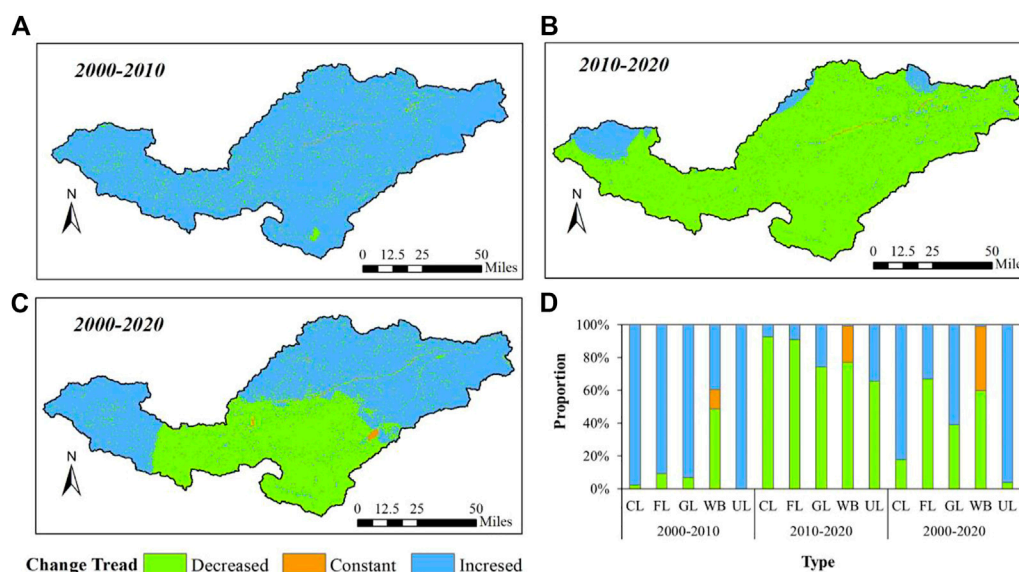 A
2000-2010
N
0 12.5 25 50
Miles
B
2010-2020
N
0 12.5 25 50
Miles
C
2000-2020
N
0 12.5 25 50
Miles
D
100%
80%
60%
40%
20%
0%
Proportion
CL FL GL WB UL CL FL GL WB UL CL FL GL WB UL
2000-2010 2010-2020 2000-2020
Type
Change Tread Decreased Constant Incresed